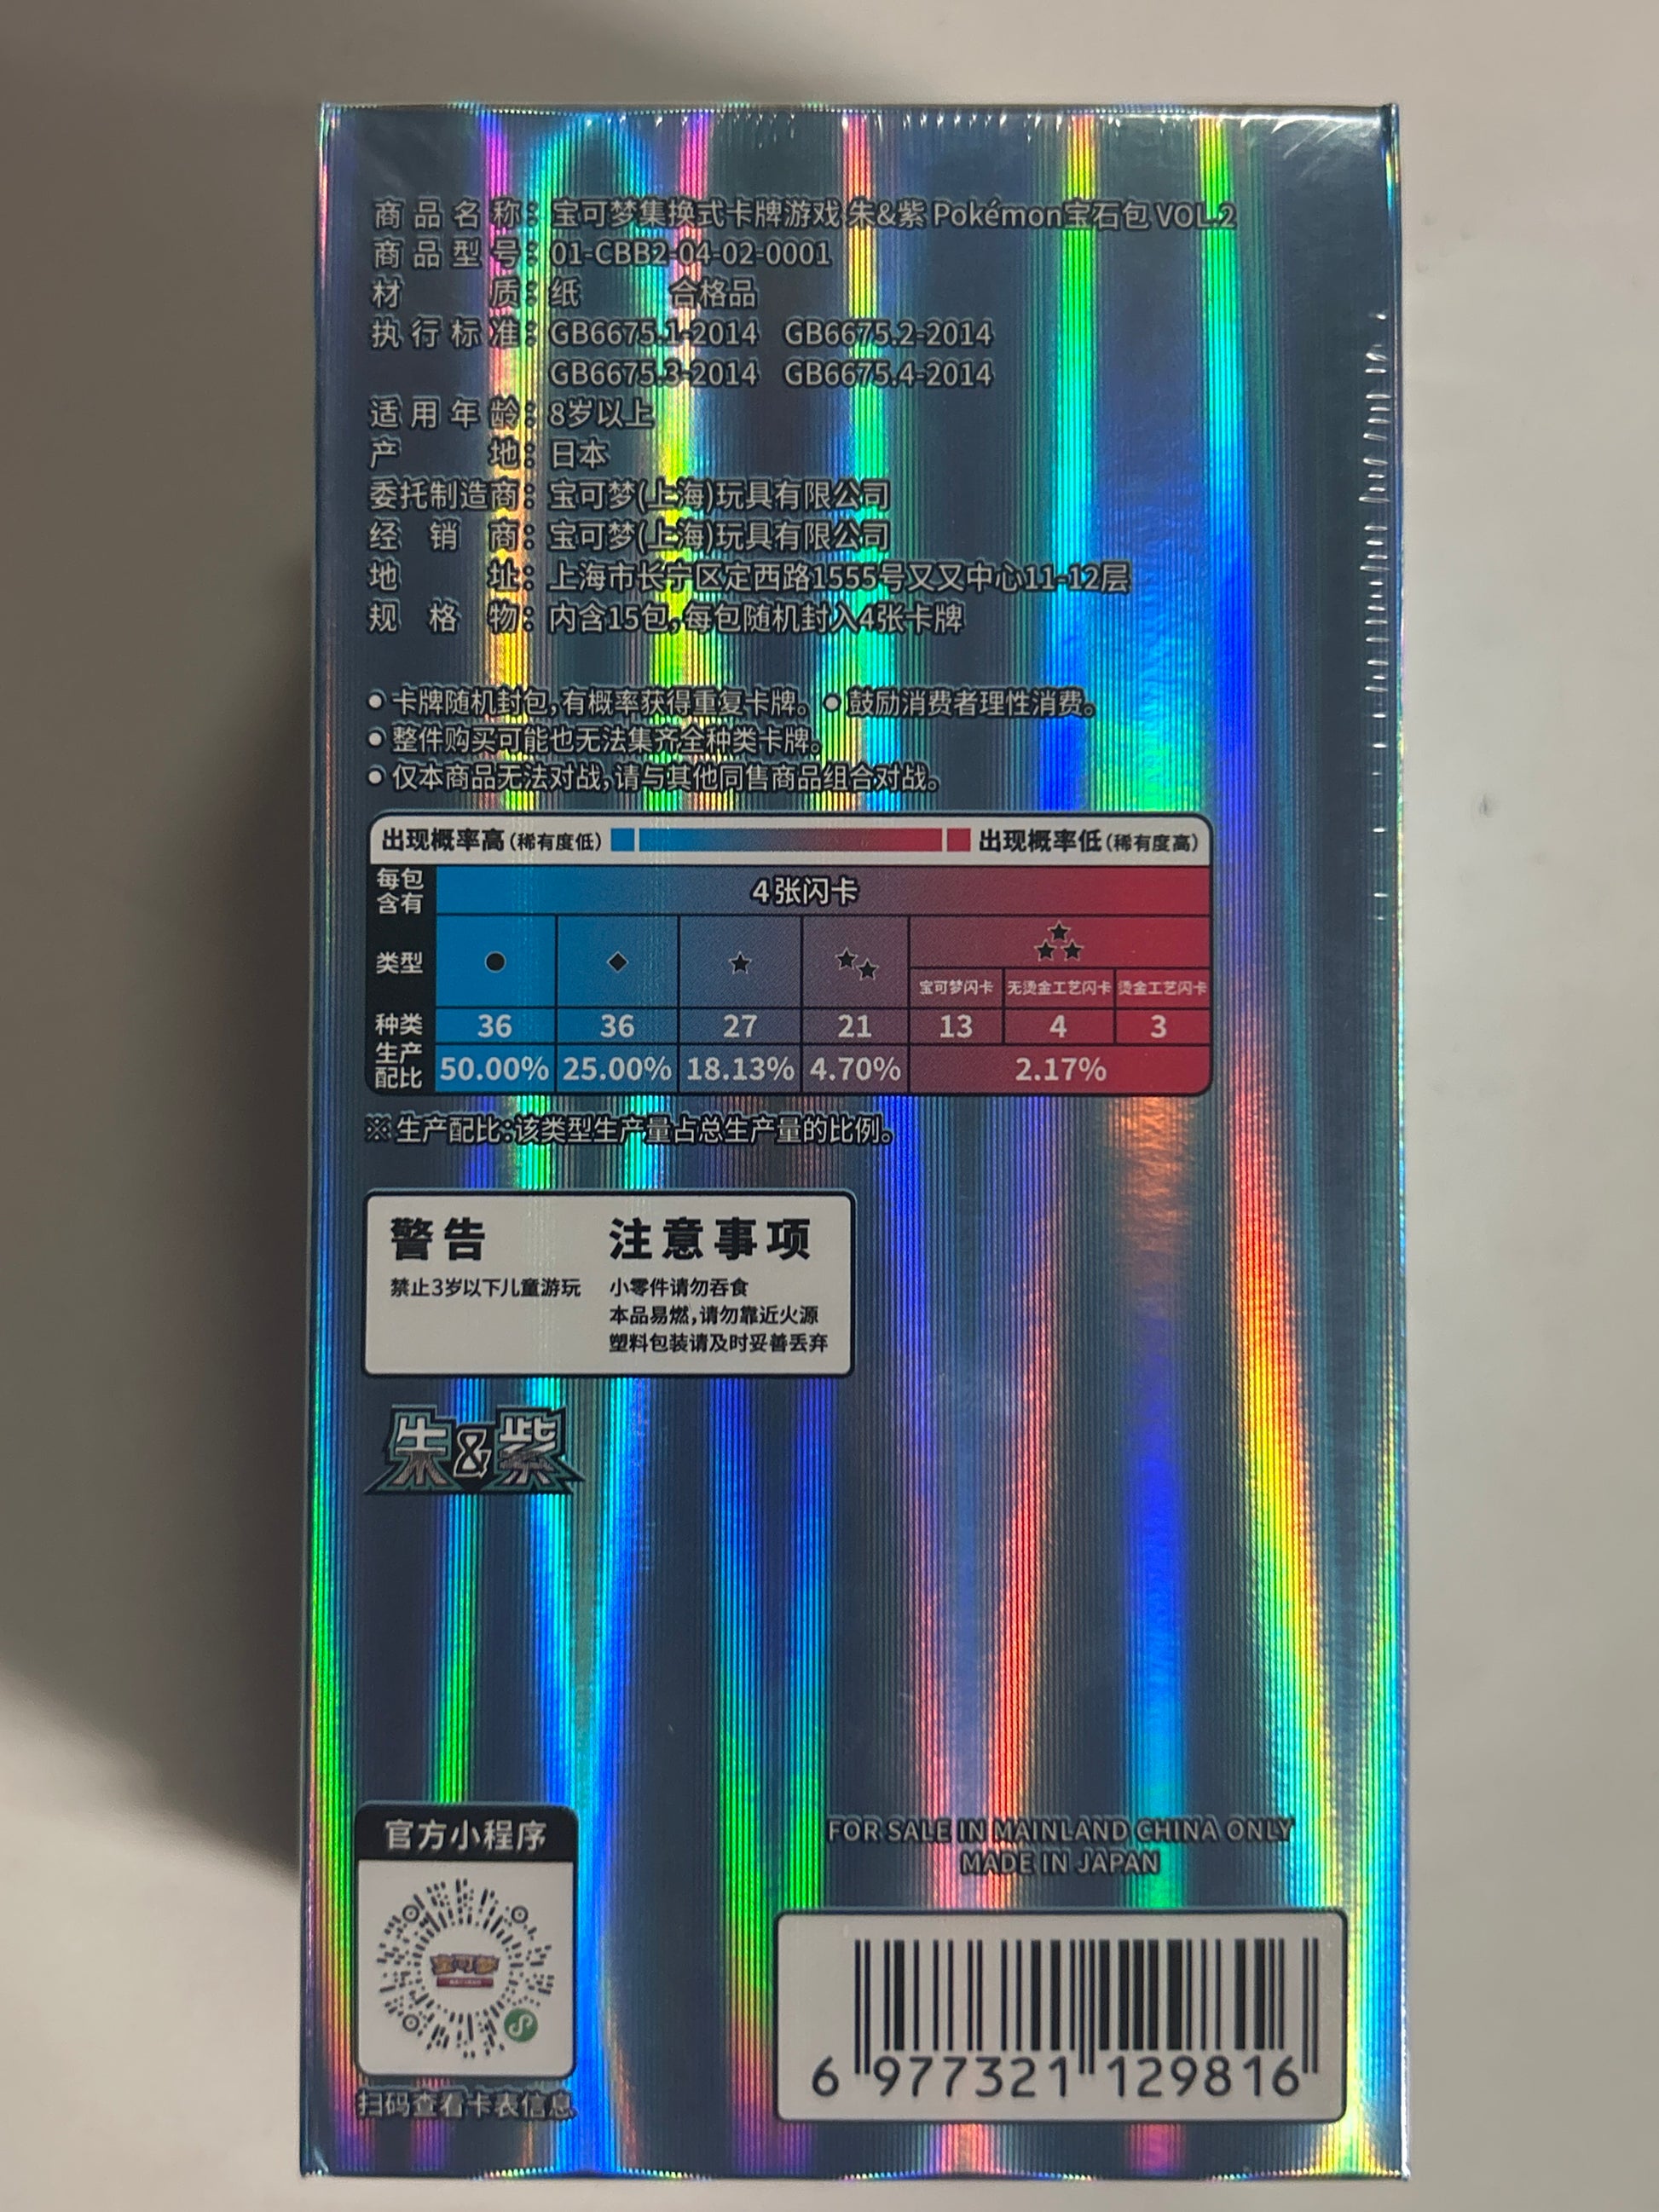 商品名称：宝可梦集换式卡牌游戏 朱&紫 Pokémon宝石包 VOL.2
商品型号：01-CBB2-04-02-0001
材质：纸 合格品
执行标准：GB6675.1-2014 GB6675.2-2014
GB6675.3-2014 GB6675.4-2014
适用年龄：8岁以上
产地：日本
委托制造商：宝可梦(上海)玩具有限公司
经销商：宝可梦(上海)玩具有限公司
地址：上海市长宁区定西路1555号又又中心11-12层
规格物：内含15包,每包随机封入4张卡牌
●卡牌随机封包,有概率获得重复卡牌。 ●鼓励消费者理性消费。
●整件购买可能也无法集齐全种类卡牌。
●仅本商品无法对战,请与其他同售商品组合对战。
出现概率高(稀有度低) 出现概率低(稀有度高)
每包含有 4张闪卡
类型 ● ◆ ★ ★★ ★★★
宝可梦闪卡 无烫金工艺闪卡 烫金工艺闪卡
种类 36 36 27 21 13 4 3
生产配比 50.00% 25.00% 18.13% 4.70% 2.17%
※生产配比:该类型生产量占总生产量的比例。
警告 注意事项
禁止3岁以下儿童游玩 小零件请勿吞食
本品易燃,请勿靠近火源
塑料包装请及时妥善丢弃
朱&紫
官方小程序
宝可梦
扫码查看卡表信息
FOR SALE IN MAINLAND CHINA ONLY
MADE IN JAPAN
6 977321 129816